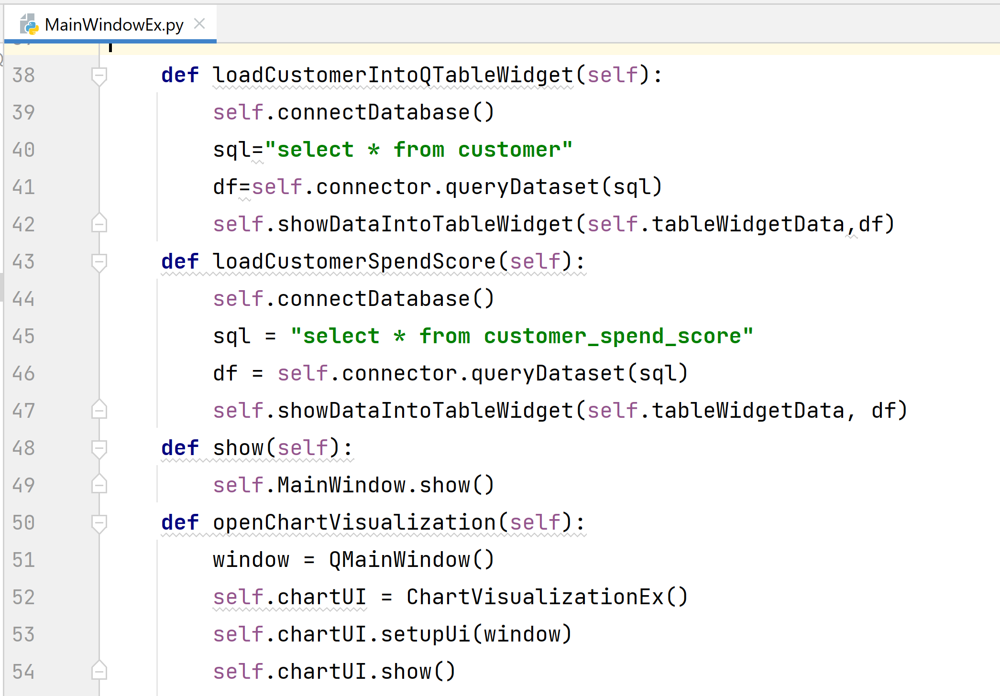 MainWindowEx.py
38 def loadCustomerIntoQTableWidget(self):
39 self.connectDatabase()
40 sql="select * from customer"
41 df=self.connector.queryDataset(sql)
42 self.showDataIntoTableWidget(self.tableWidgetData,df)
43 def loadCustomerSpendScore(self):
44 self.connectDatabase()
45 sql = "select * from customer_spend_score"
46 df = self.connector.queryDataset(sql)
47 self.showDataIntoTableWidget(self.tableWidgetData, df)
48 def show(self):
49 self.MainWindow.show()
50 def openChartVisualization(self):
51 window = QMainWindow()
52 self.chartUI = ChartVisualizationEx()
53 self.chartUI.setupUi(window)
54 self.chartUI.show()